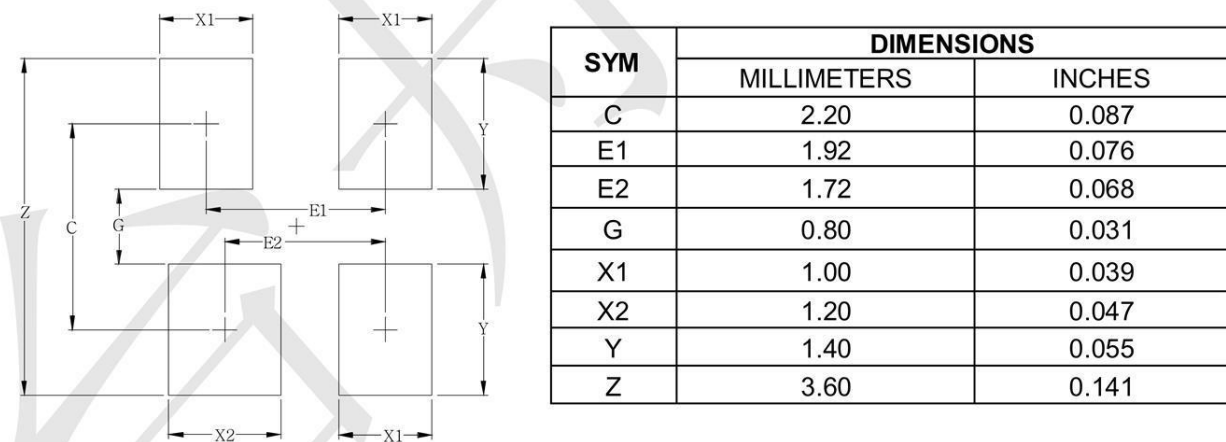 X1 X1
Y
Z C G E1
E2
Y
X2 X1
SYM DIMENSIONS
MILLIMETERS INCHES
C 2.20 0.087
E1 1.92 0.076
E2 1.72 0.068
G 0.80 0.031
X1 1.00 0.039
X2 1.20 0.047
Y 1.40 0.055
Z 3.60 0.141